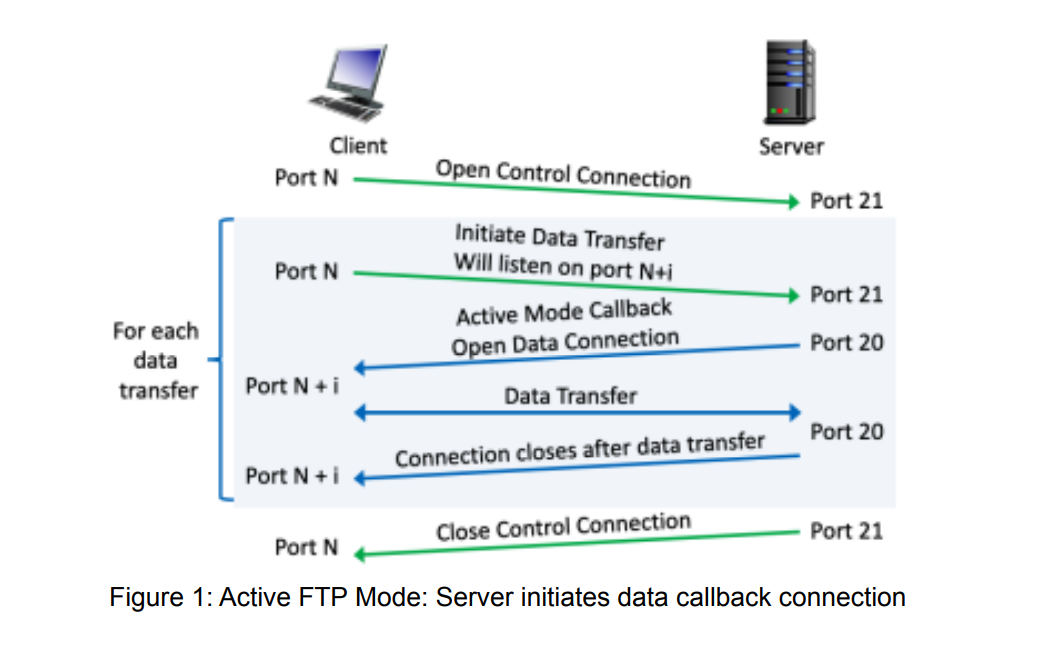 Client
Server
Port N
Open Control Connection
Port 21
Initiate Data Transfer
Will listen on port N+i
Port N
Port 21
For each
data
transfer
Active Mode Callback
Open Data Connection
Port 20
Port N + i
Data Transfer
Port 20
Connection closes after data transfer
Port N + i
Close Control Connection
Port 21
Port N
Figure 1: Active FTP Mode: Server initiates data callback connection